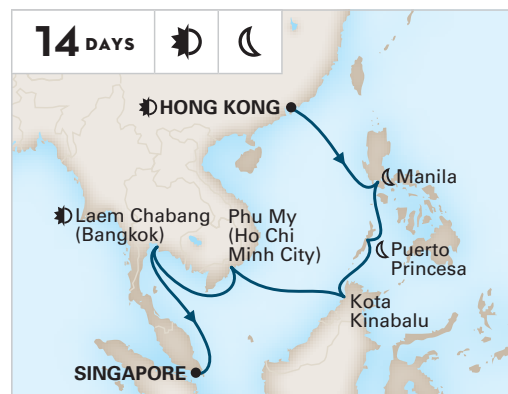 14 DAYS
HONG KONG
Manila
Laem Chabang
(Bangkok)
Phu My
(Ho Chi
Minh City)
Puerto
Princesa
Kota
Kinabalu
SINGAPORE